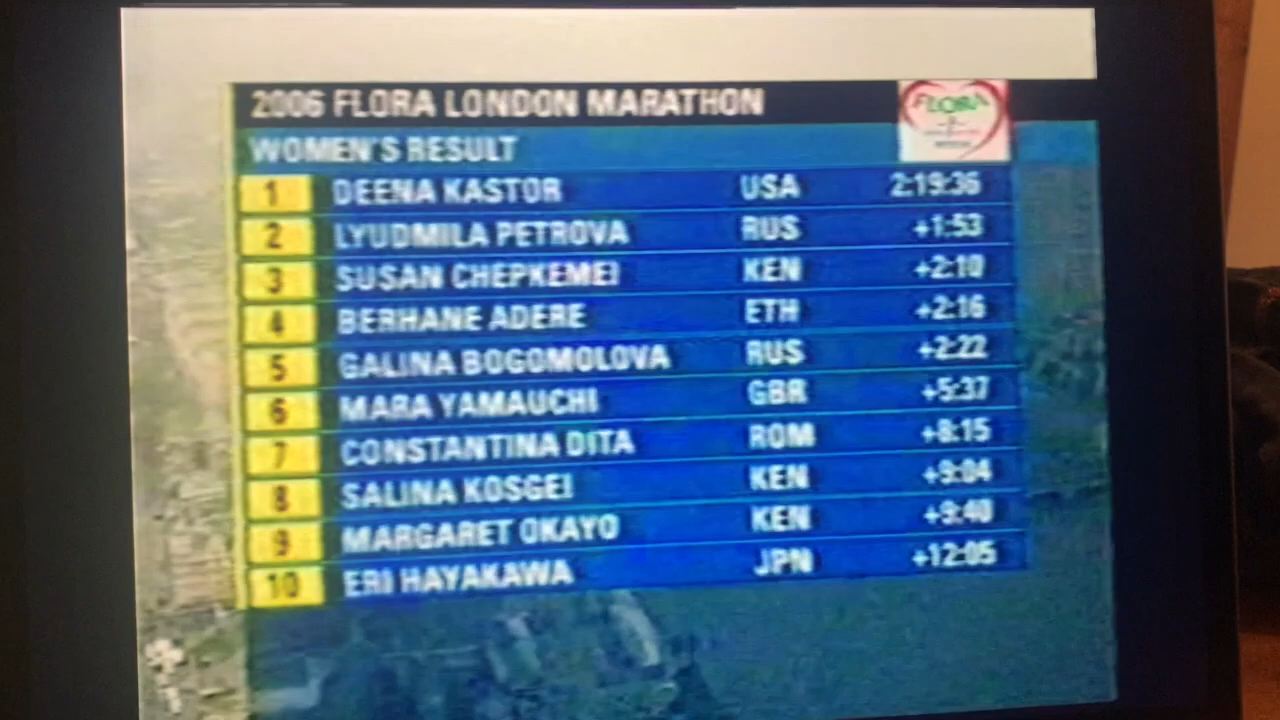 2006 FLORA LONDON MARATHON
FLORA
WOMEN'S RESULT
1 DEENA KASTOR USA 2:19:36
2 LYUDMILA PETROVA RUS +1:53
3 SUSAN CHEPKEMEI KEN +2:10
4 BERHANE ADERE ETH +2:16
5 GALINA BOGOMOLOVA RUS +2:22
6 MARA YAMAUCHI GBR +5:37
7 CONSTANTINA DITA ROM +8:15
8 SALINA KOSGEI KEN +9:04
9 MARGARET OKAYO KEN +9:40
10 ERI HAYAKAWA JPN +12:05